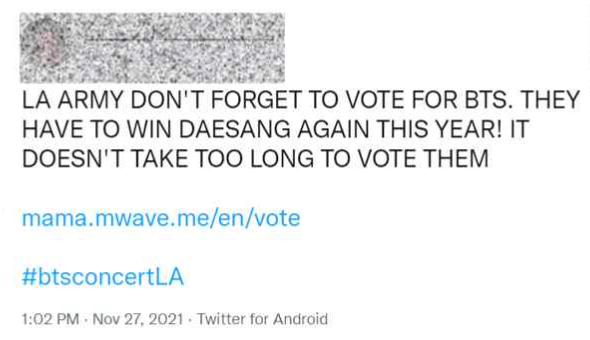 LA ARMY DON'T FORGET TO VOTE FOR BTS. THEY
HAVE TO WIN DAESANG AGAIN THIS YEAR! IT
DOESN'T TAKE TOO LONG TO VOTE THEM
mama.mwave.me/en/vote
#btsconcertLA
1:02 PM · Nov 27, 2021 · Twitter for Android